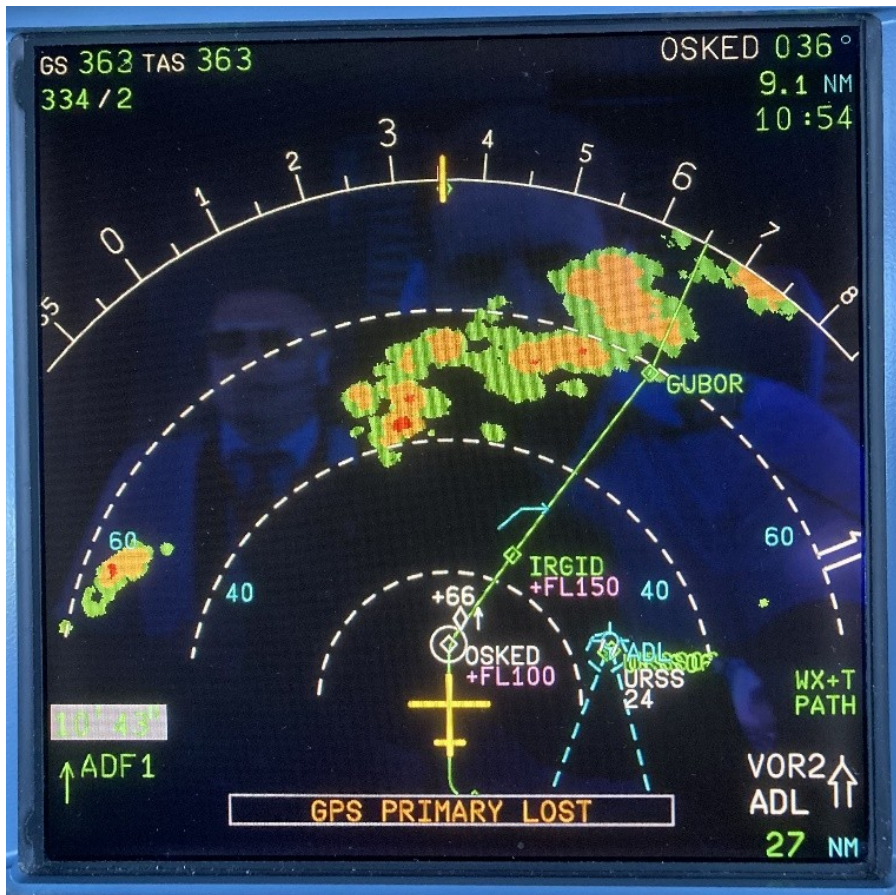 GS 363 TAS 363
334/2
OSKED 036°
9.1 NM
10:54
35 0 1 2 3 4 5 6 7 8
GUBOR
60
60
IRGID
+FL150
40
40
+66
OSKED
+FL100
ADL
URSS
24
WX+T
PATH
10'43"
ADF1
VOR2
ADL
27 NM
GPS PRIMARY LOST